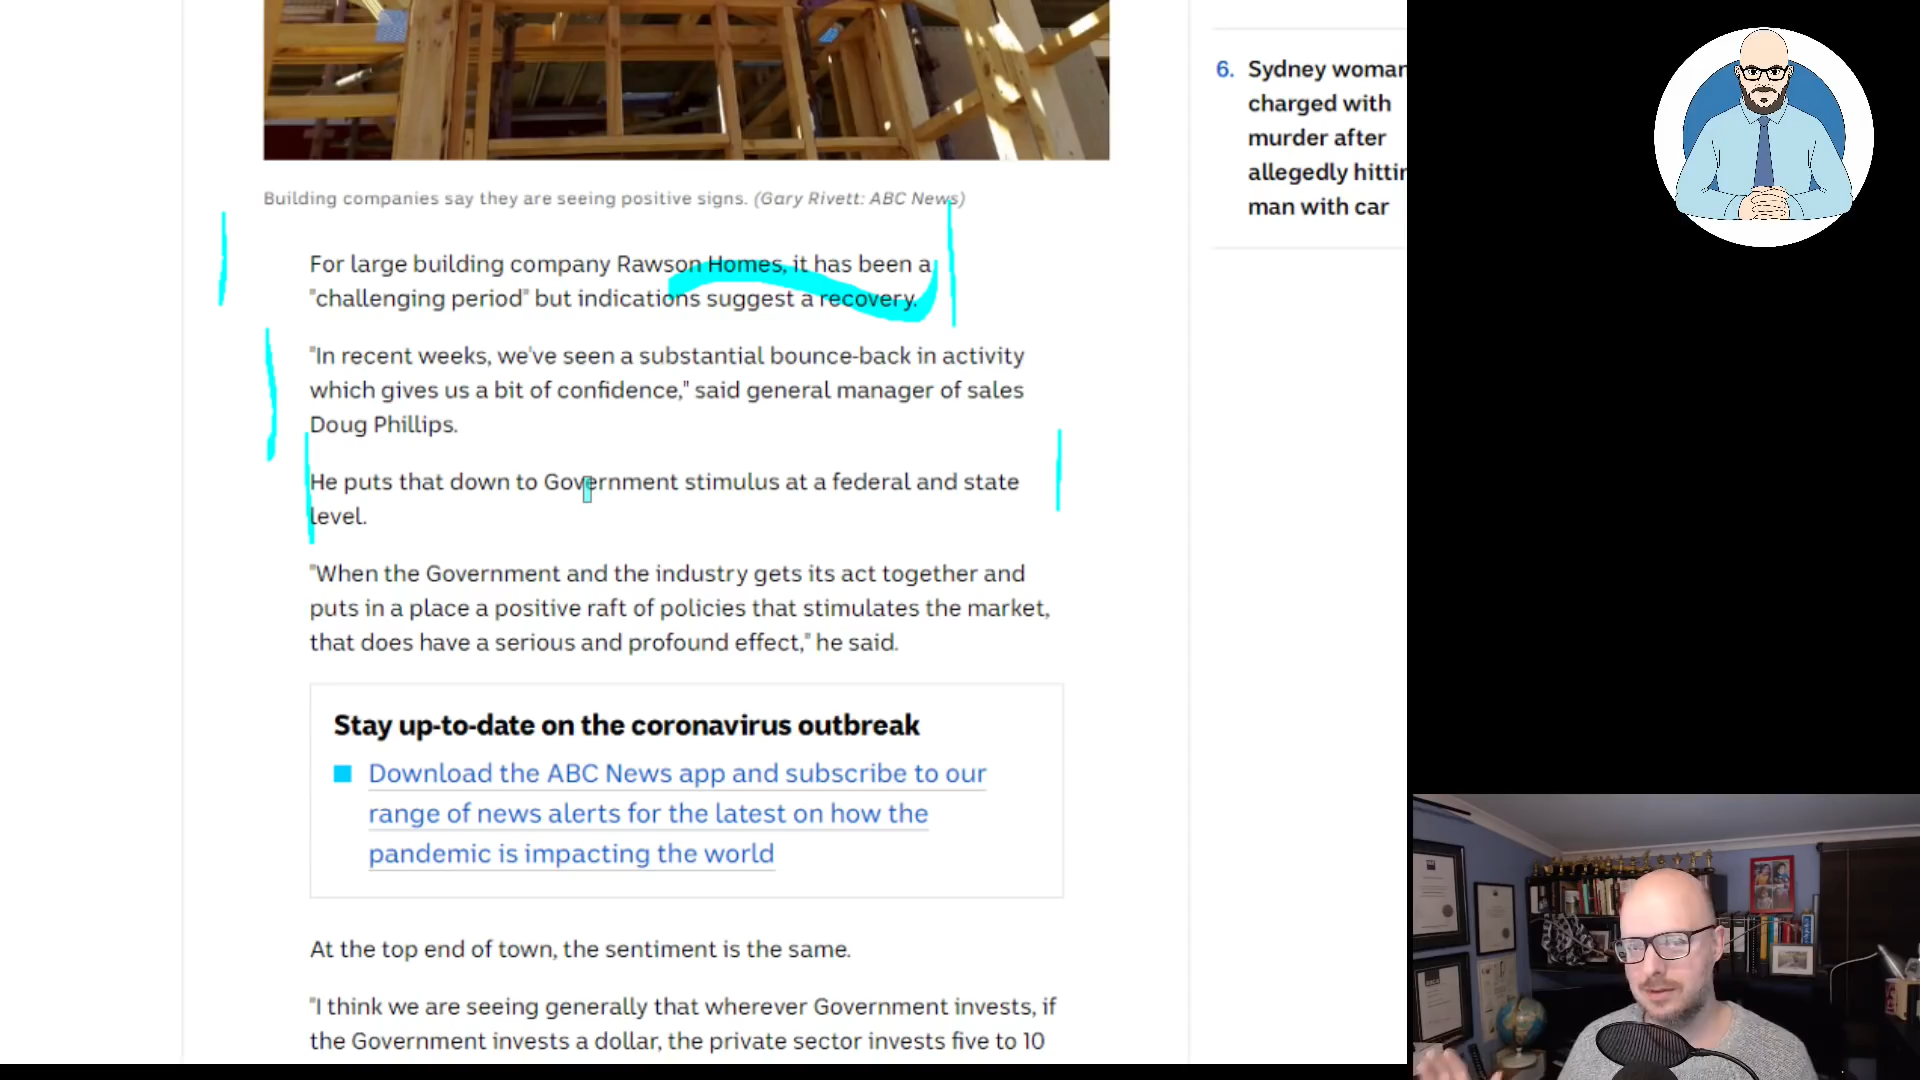 Building companies say they are seeing positive signs. (Gary Rivett: ABC News)
For large building company Rawson Homes, it has been a
"challenging period" but indications suggest a recovery.
"In recent weeks, we've seen a substantial bounce-back in activity
which gives us a bit of confidence," said general manager of sales
Doug Phillips.
He puts that down to Government stimulus at a federal and state
level.
"When the Government and the industry gets its act together and
puts in a place a positive raft of policies that stimulates the market,
that does have a serious and profound effect," he said.
Stay up-to-date on the coronavirus outbreak
Download the ABC News app and subscribe to our
range of news alerts for the latest on how the
pandemic is impacting the world
At the top end of town, the sentiment is the same.
"I think we are seeing generally that wherever Government invests, if
the Government invests a dollar, the private sector invests five to 10
6. Sydney woman
charged with
murder after
allegedly hittin
man with car